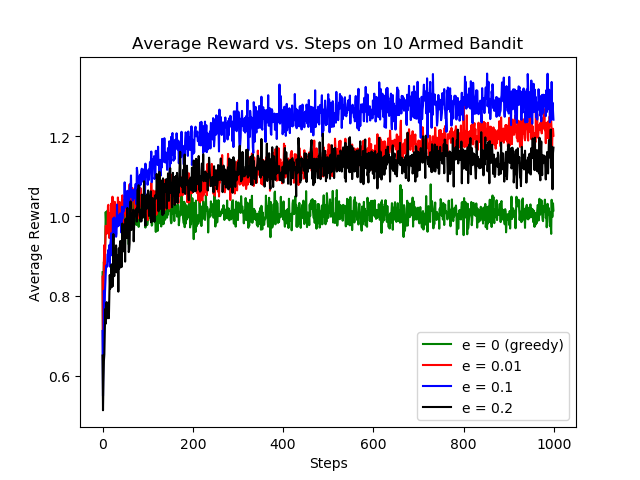 Average Reward vs. Steps on 10 Armed Bandit
Average Reward
1.2
1.0
0.8
0.6
0
200
400
600
800
1000
Steps
e = 0 (greedy)
e = 0.01
e = 0.1
e = 0.2